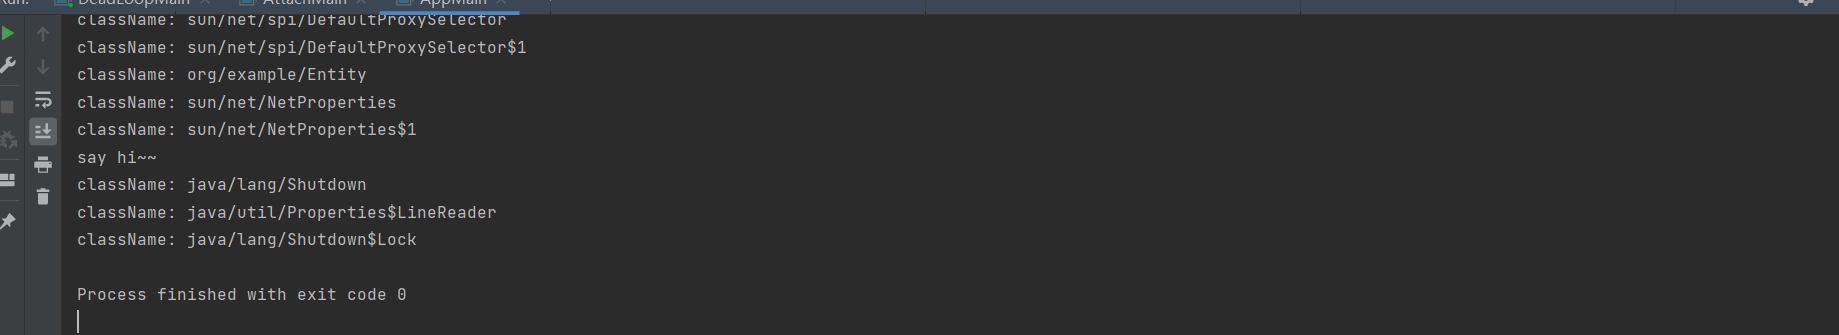 Run: DeadLoopMain AttachMain AppMain
className: sun/net/spi/DefaultProxySelector
className: sun/net/spi/DefaultProxySelector$1
className: org/example/Entity
className: sun/net/NetProperties
className: sun/net/NetProperties$1
say hi~~
className: java/lang/Shutdown
className: java/util/Properties$LineReader
className: java/lang/Shutdown$Lock
Process finished with exit code 0